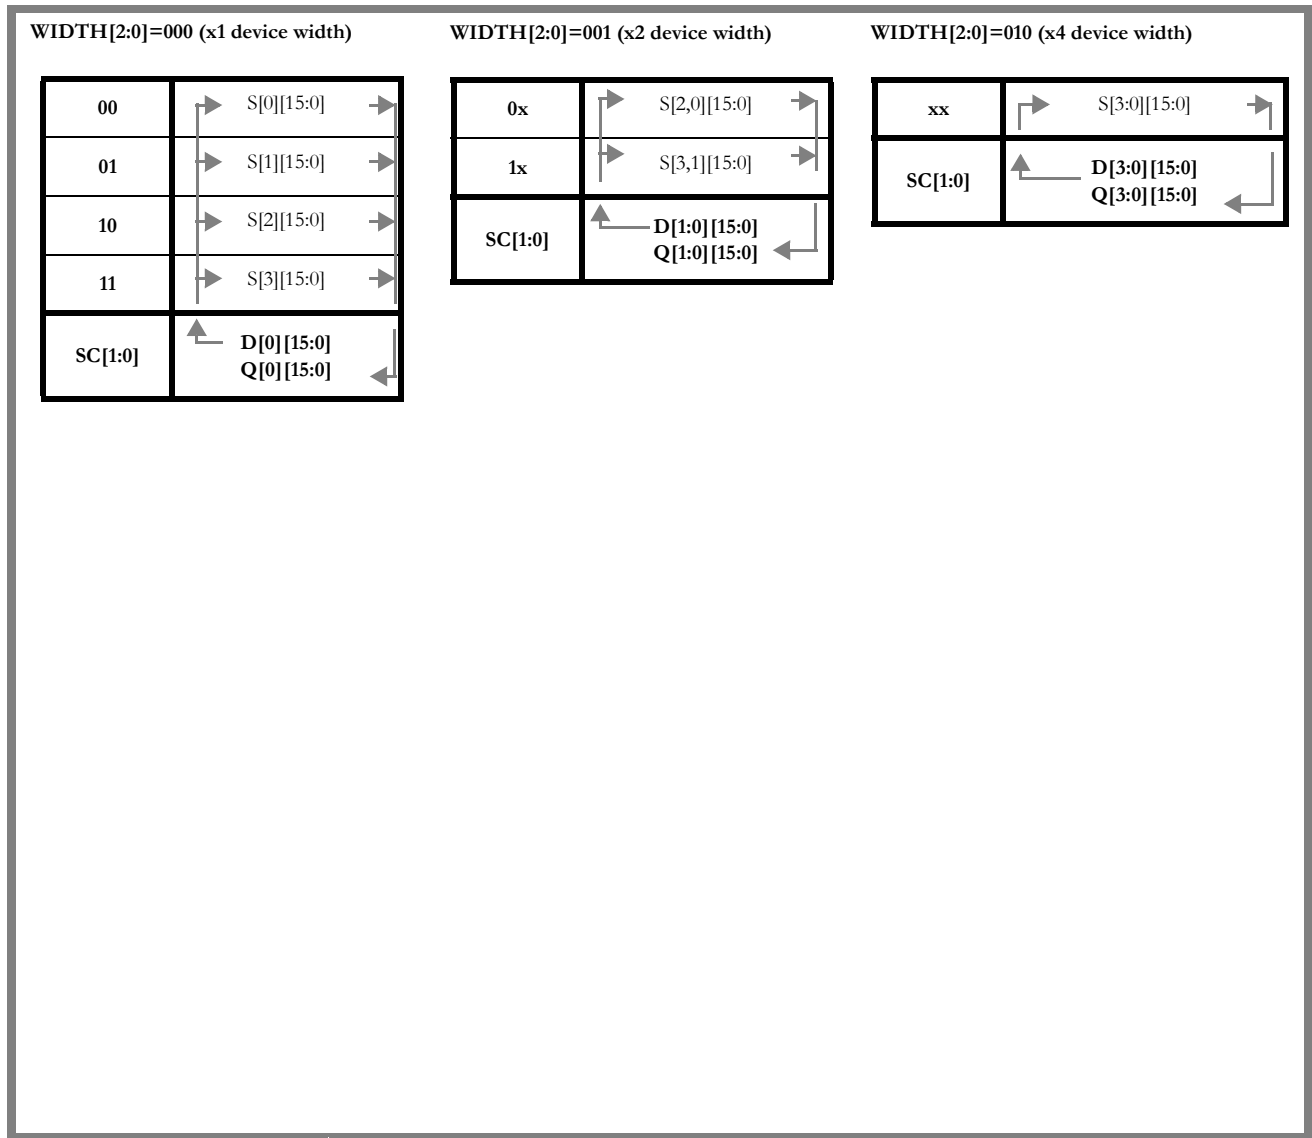 WIDTH[2:0]=000 (x1 device width)
00 S[0][15:0]
01 S[1][15:0]
10 S[2][15:0]
11 S[3][15:0]
SC[1:0] D[0][15:0]
Q[0][15:0]
WIDTH[2:0]=001 (x2 device width)
0x S[2,0][15:0]
1x S[3,1][15:0]
SC[1:0] D[1:0][15:0]
Q[1:0][15:0]
WIDTH[2:0]=010 (x4 device width)
xx S[3:0][15:0]
SC[1:0] D[3:0][15:0]
Q[3:0][15:0]